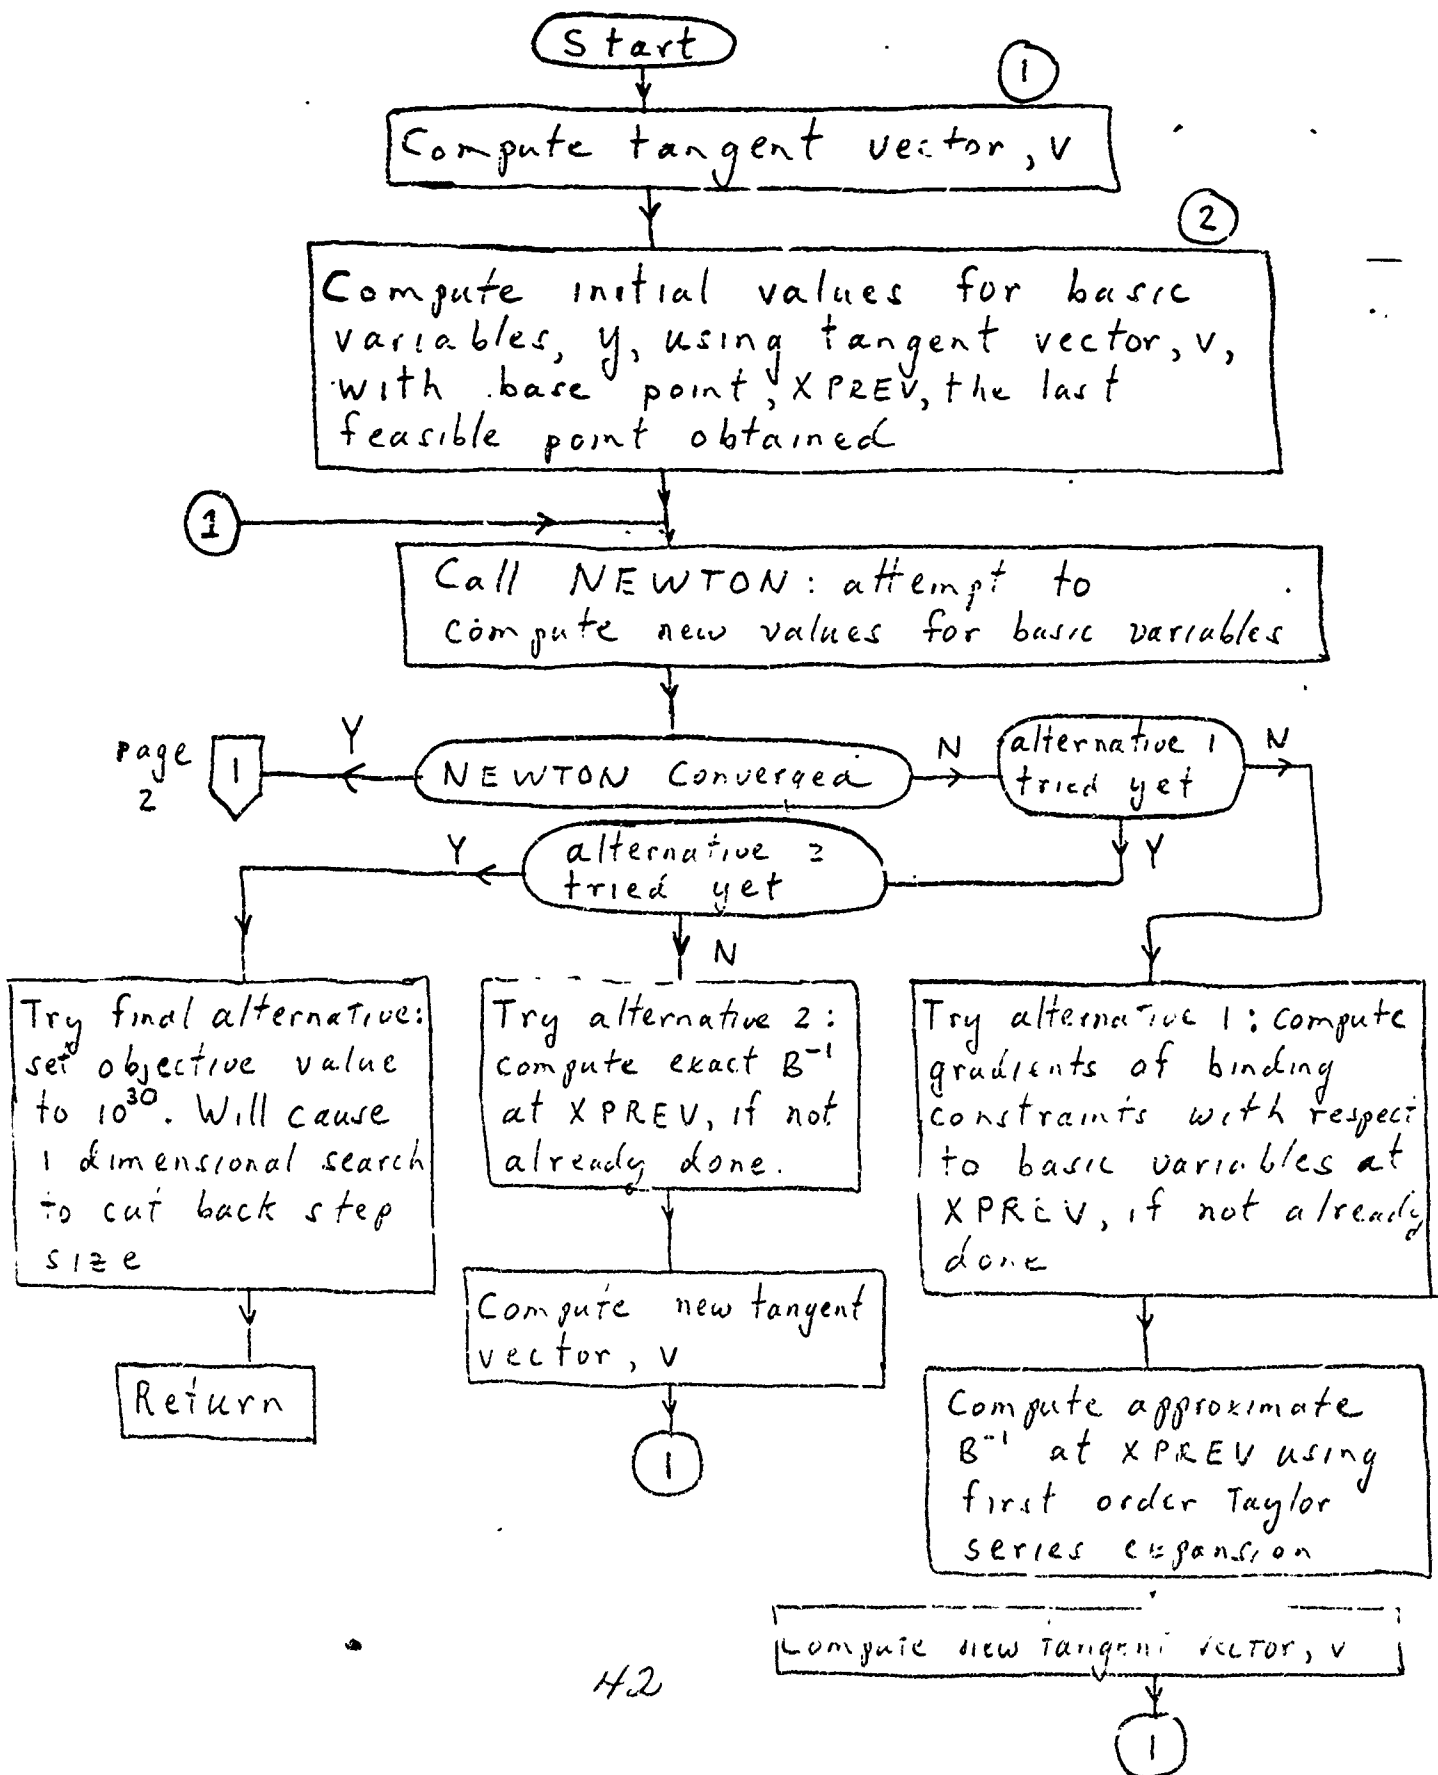 Start
1
Compute tangent vector, v
2
Compute initial values for basic
variables, y, using tangent vector, v,
with base point, XPREV, the last
feasible point obtained
1
Call NEWTON: attempt to
compute new values for basic variables
page
2
1
Y
NEWTON Converged
N
alternative 1
tried yet
N
Y
alternative 2
tried yet
Y
N
Try final alternative:
set objective value
to 10^30. Will cause
1 dimensional search
to cut back step
size
Return
Try alternative 2:
compute exact B^-1
at XPREV, if not
already done.
Compute new tangent
vector, v
1
Try alternative 1: compute
gradients of binding
constraints with respect
to basic variables at
XPREV, if not already
done
Compute approximate
B^-1 at XPREV using
first order Taylor
series expansion
Compute new tangent vector, v
1
42